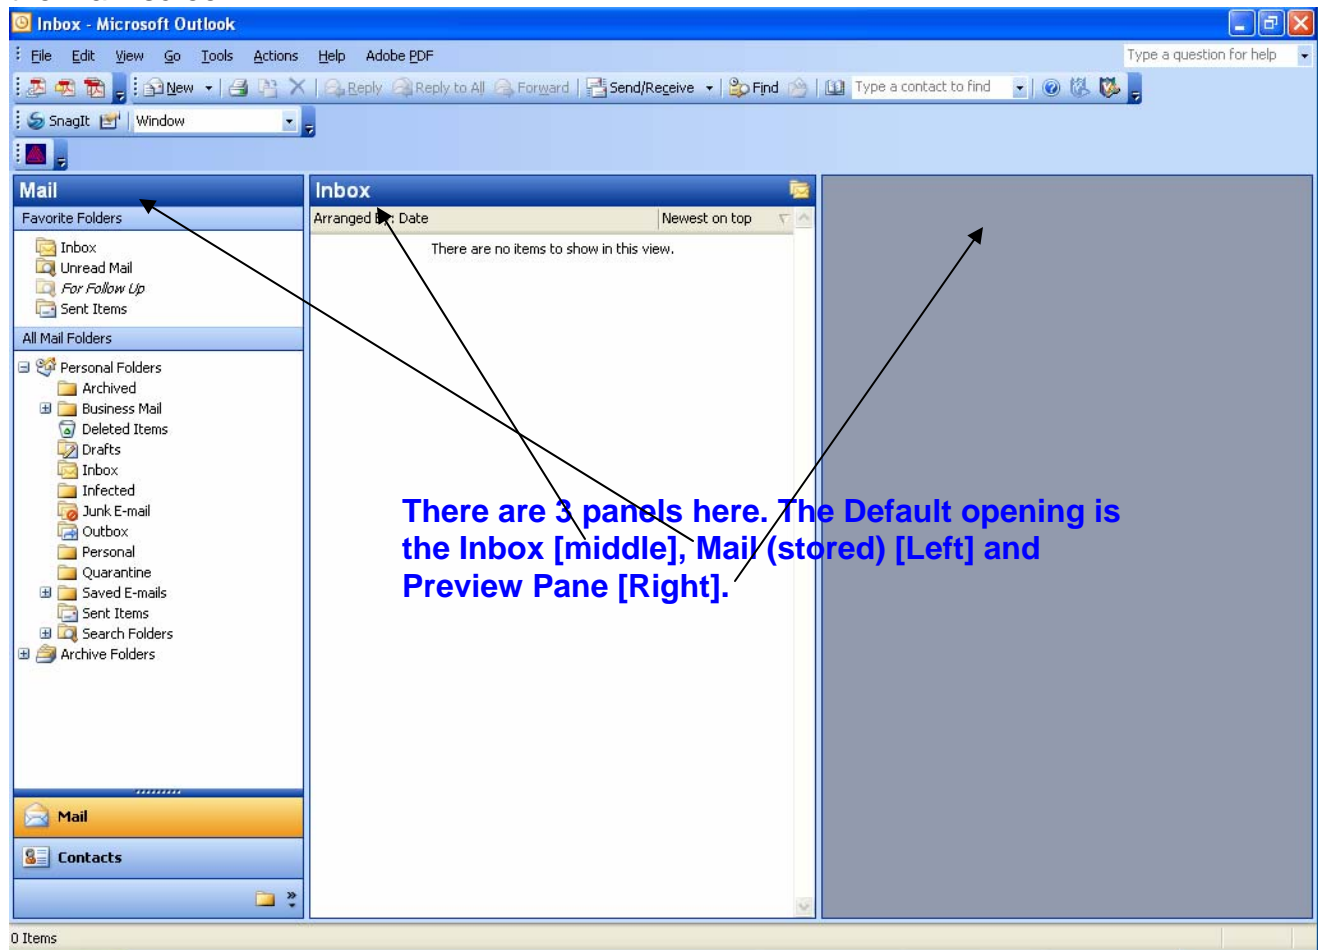 Inbox - Microsoft Outlook
File Edit View Go Tools Actions Help Adobe PDF Type a question for help
New Reply Reply to All Forward Send/Receive Find Type a contact to find
SnagIt Window
Mail
Favorite Folders
Inbox
Unread Mail
For Follow Up
Sent Items
All Mail Folders
Personal Folders
Archived
Business Mail
Deleted Items
Drafts
Inbox
Infected
Junk E-mail
Outbox
Personal
Quarantine
Saved E-mails
Sent Items
Search Folders
Archive Folders
Mail
Contacts
Inbox
Arranged By: Date Newest on top
There are no items to show in this view.
There are 3 panels here. The Default opening is
the Inbox [middle], Mail (stored) [Left] and
Preview Pane [Right].
0 Items